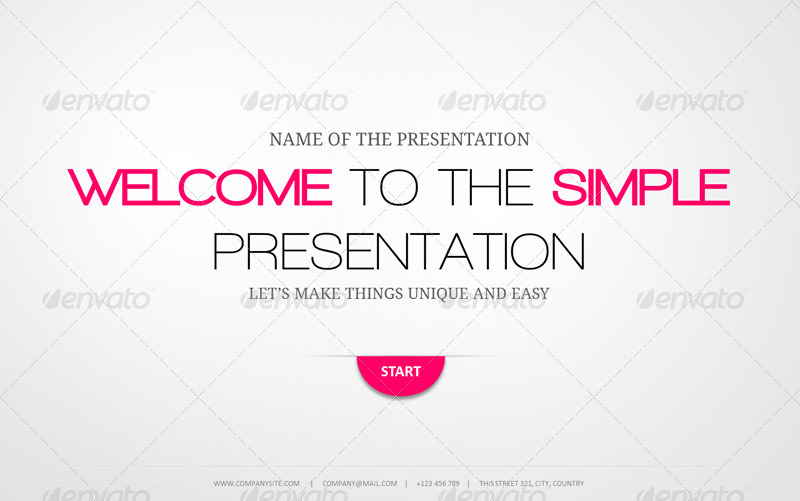 envato envato envato envato
NAME OF THE PRESENTATION
WELCOME TO THE SIMPLE
PRESENTATION
LET'S MAKE THINGS UNIQUE AND EASY
envato envato envato envato
START
WWW.COMPANYSITE.COM | COMPANY@MAIL.COM | +123 456 789 | THIS STREET 321, CITY, COUNTRY
envato envato envato envato